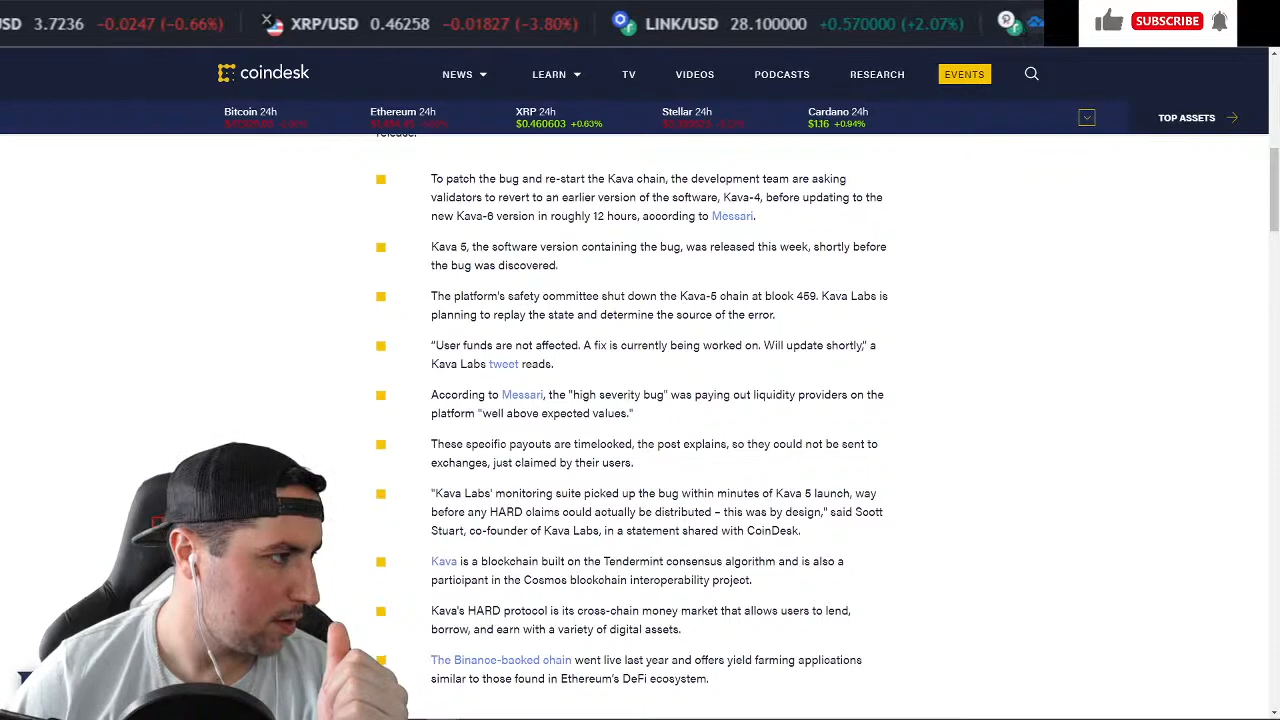 SD 3.7236 −0.0247 (−0.66%) XRP/USD 0.46258 −0.01827 (−3.80%) LINK/USD 28.100000 +0.570000 (+2.07%)
SUBSCRIBE
coindesk NEWS LEARN TV VIDEOS PODCASTS RESEARCH EVENTS
Bitcoin 24h Ethereum 24h XRP 24h Stellar 24h Cardano 24h
$0.460603 +0.63% $1.16 +0.94% TOP ASSETS
release.
To patch the bug and re-start the Kava chain, the development team are asking
validators to revert to an earlier version of the software, Kava-4, before updating to the
new Kava-6 version in roughly 12 hours, according to Messari.
Kava 5, the software version containing the bug, was released this week, shortly before
the bug was discovered.
The platform's safety committee shut down the Kava-5 chain at block 459. Kava Labs is
planning to replay the state and determine the source of the error.
“User funds are not affected. A fix is currently being worked on. Will update shortly,” a
Kava Labs tweet reads.
According to Messari, the "high severity bug" was paying out liquidity providers on the
platform "well above expected values."
These specific payouts are timelocked, the post explains, so they could not be sent to
exchanges, just claimed by their users.
"Kava Labs' monitoring suite picked up the bug within minutes of Kava 5 launch, way
before any HARD claims could actually be distributed – this was by design," said Scott
Stuart, co-founder of Kava Labs, in a statement shared with CoinDesk.
Kava is a blockchain built on the Tendermint consensus algorithm and is also a
participant in the Cosmos blockchain interoperability project.
Kava's HARD protocol is its cross-chain money market that allows users to lend,
borrow, and earn with a variety of digital assets.
The Binance-backed chain went live last year and offers yield farming applications
similar to those found in Ethereum's DeFi ecosystem.